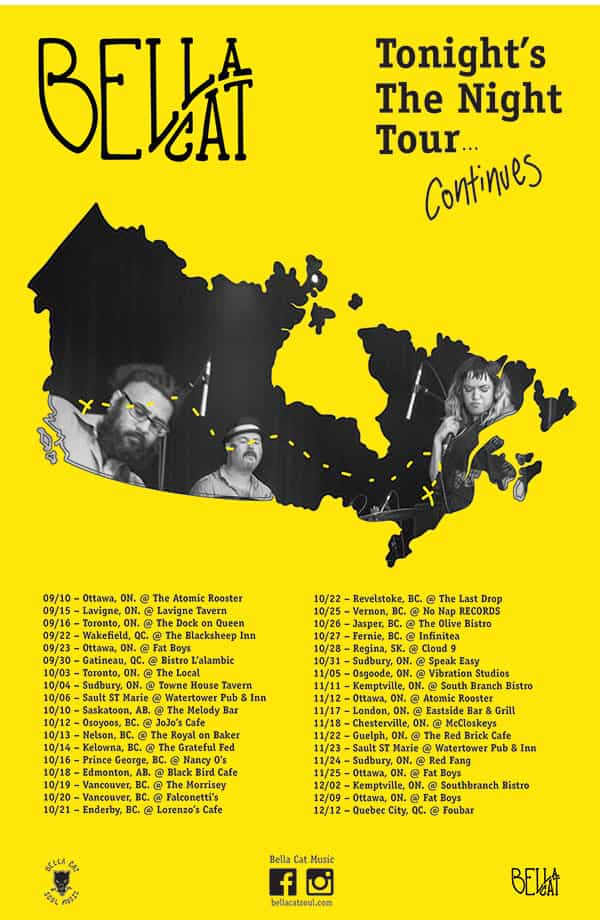 BELLA
CAT
Tonight's
The Night
Tour...
Continues
09/10 – Ottawa, ON. @ The Atomic Rooster
09/15 – Lavigne, ON. @ Lavigne Tavern
09/16 – Toronto, ON. @ The Dock on Queen
09/22 – Wakefield, QC. @ The Blacksheep Inn
09/23 – Ottawa, ON. @ Fat Boys
09/30 – Gatineau, QC. @ Bistro L'alambic
10/03 – Toronto, ON. @ The Local
10/04 – Sudbury, ON. @ Towne House Tavern
10/06 – Sault ST Marie @ Watertower Pub & Inn
10/10 – Saskatoon, AB. @ The Melody Bar
10/12 – Osoyoos, BC. @ JoJo's Cafe
10/13 – Nelson, BC. @ The Royal on Baker
10/14 – Kelowna, BC. @ The Grateful Fed
10/16 – Prince George, BC. @ Nancy O's
10/18 – Edmonton, AB. @ Black Bird Cafe
10/19 – Vancouver, BC. @ The Morrisey
10/20 – Vancouver, BC. @ Falconetti's
10/21 – Enderby, BC. @ Lorenzo's Cafe
10/22 – Revelstoke, BC. @ The Last Drop
10/25 – Vernon, BC. @ No Nap RECORDS
10/26 – Jasper, BC. @ The Olive Bistro
10/27 – Fernie, BC. @ Infinitea
10/28 – Regina, SK. @ Cloud 9
10/31 – Sudbury, ON. @ Speak Easy
11/05 – Osgoode, ON. @ Vibration Studios
11/11 – Kemptville, ON. @ South Branch Bistro
11/12 – Ottawa, ON. @ Atomic Rooster
11/17 – London, ON. @ Eastside Bar & Grill
11/18 – Chesterville, ON. @ McCloskeys
11/22 – Guelph, ON. @ The Red Brick Cafe
11/23 – Sault ST Marie @ Watertower Pub & Inn
11/24 – Sudbury, ON. @ Red Fang
11/25 – Ottawa, ON. @ Fat Boys
12/02 – Kemptville, ON. @ Southbranch Bistro
12/09 – Ottawa, ON. @ Fat Boys
12/12 – Quebec City, QC. @ Foubar
BELLA CAT
SOUL MUSIC
Bella Cat Music
bellacatsoul.com
BELLA
CAT